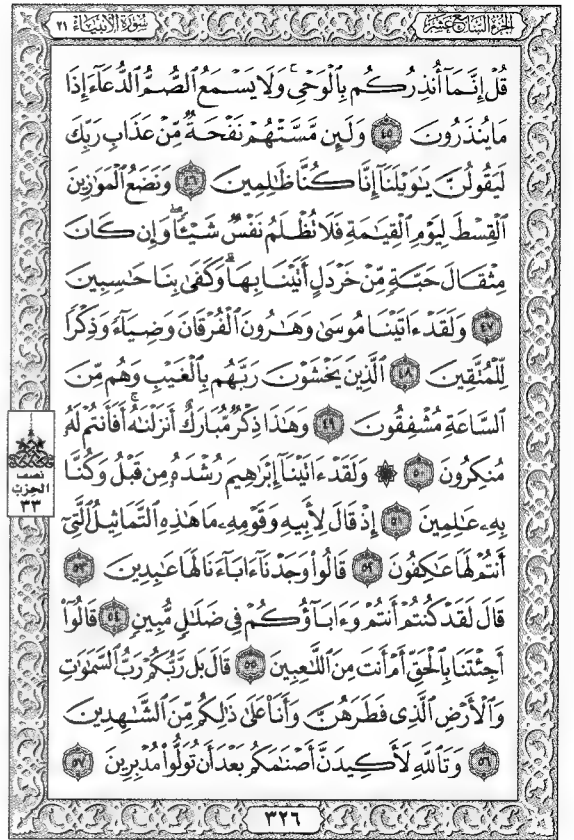 الجزء السابع عشر
سورة الأنبياء ٢١
قُلْ إِنَّمَآ أُنذِرُكُم بِٱلْوَحْىِ ۚ وَلَا يَسْمَعُ ٱلصُّمُّ ٱلدُّعَآءَ إِذَا
مَا يُنذَرُونَ ٤٥ وَلَئِن مَّسَّتْهُمْ نَفْحَةٌ مِّنْ عَذَابِ رَبِّكَ
لَيَقُولُنَّ يَٰوَيْلَنَآ إِنَّا كُنَّا ظَٰلِمِينَ ٤٦ وَنَضَعُ ٱلْمَوَٰزِينَ
ٱلْقِسْطَ لِيَوْمِ ٱلْقِيَٰمَةِ فَلَا تُظْلَمُ نَفْسٌ شَيْـًٔا ۖ وَإِن كَانَ
مِثْقَالَ حَبَّةٍ مِّنْ خَرْدَلٍ أَتَيْنَا بِهَا ۗ وَكَفَىٰ بِنَا حَٰسِبِينَ
٤٧ وَلَقَدْ ءَاتَيْنَا مُوسَىٰ وَهَٰرُونَ ٱلْفُرْقَانَ وَضِيَآءً وَذِكْرًا
لِّلْمُتَّقِينَ ٤٨ ٱلَّذِينَ يَخْشَوْنَ رَبَّهُم بِٱلْغَيْبِ وَهُم مِّنَ
ٱلسَّاعَةِ مُشْفِقُونَ ٤٩ وَهَٰذَا ذِكْرٌ مُّبَارَكٌ أَنزَلْنَٰهُ ۚ أَفَأَنتُمْ لَهُۥ
مُنكِرُونَ ٥٠ ۞ وَلَقَدْ ءَاتَيْنَآ إِبْرَٰهِيمَ رُشْدَهُۥ مِن قَبْلُ وَكُنَّا
بِهِۦ عَٰلِمِينَ ٥١ إِذْ قَالَ لِأَبِيهِ وَقَوْمِهِۦ مَا هَٰذِهِ ٱلتَّمَاثِيلُ ٱلَّتِىٓ
أَنتُمْ لَهَا عَٰكِفُونَ ٥٢ قَالُوا۟ وَجَدْنَآ ءَابَآءَنَا لَهَا عَٰبِدِينَ ٥٣
قَالَ لَقَدْ كُنتُمْ أَنتُمْ وَءَابَآؤُكُمْ فِى ضَلَٰلٍ مُّبِينٍ ٥٤ قَالُوٓا۟
أَجِئْتَنَا بِٱلْحَقِّ أَمْ أَنتَ مِنَ ٱللَّٰعِبِينَ ٥٥ قَالَ بَل رَّبُّكُمْ رَبُّ ٱلسَّمَٰوَٰتِ
وَٱلْأَرْضِ ٱلَّذِى فَطَرَهُنَّ وَأَنَا۠ عَلَىٰ ذَٰلِكُم مِّنَ ٱلشَّٰهِدِينَ
٥٦ وَتَٱللَّهِ لَأَكِيدَنَّ أَصْنَٰمَكُم بَعْدَ أَن تُوَلُّوا۟ مُدْبِرِينَ ٥٧
نصف
الحزب
٣٣
٣٢٦